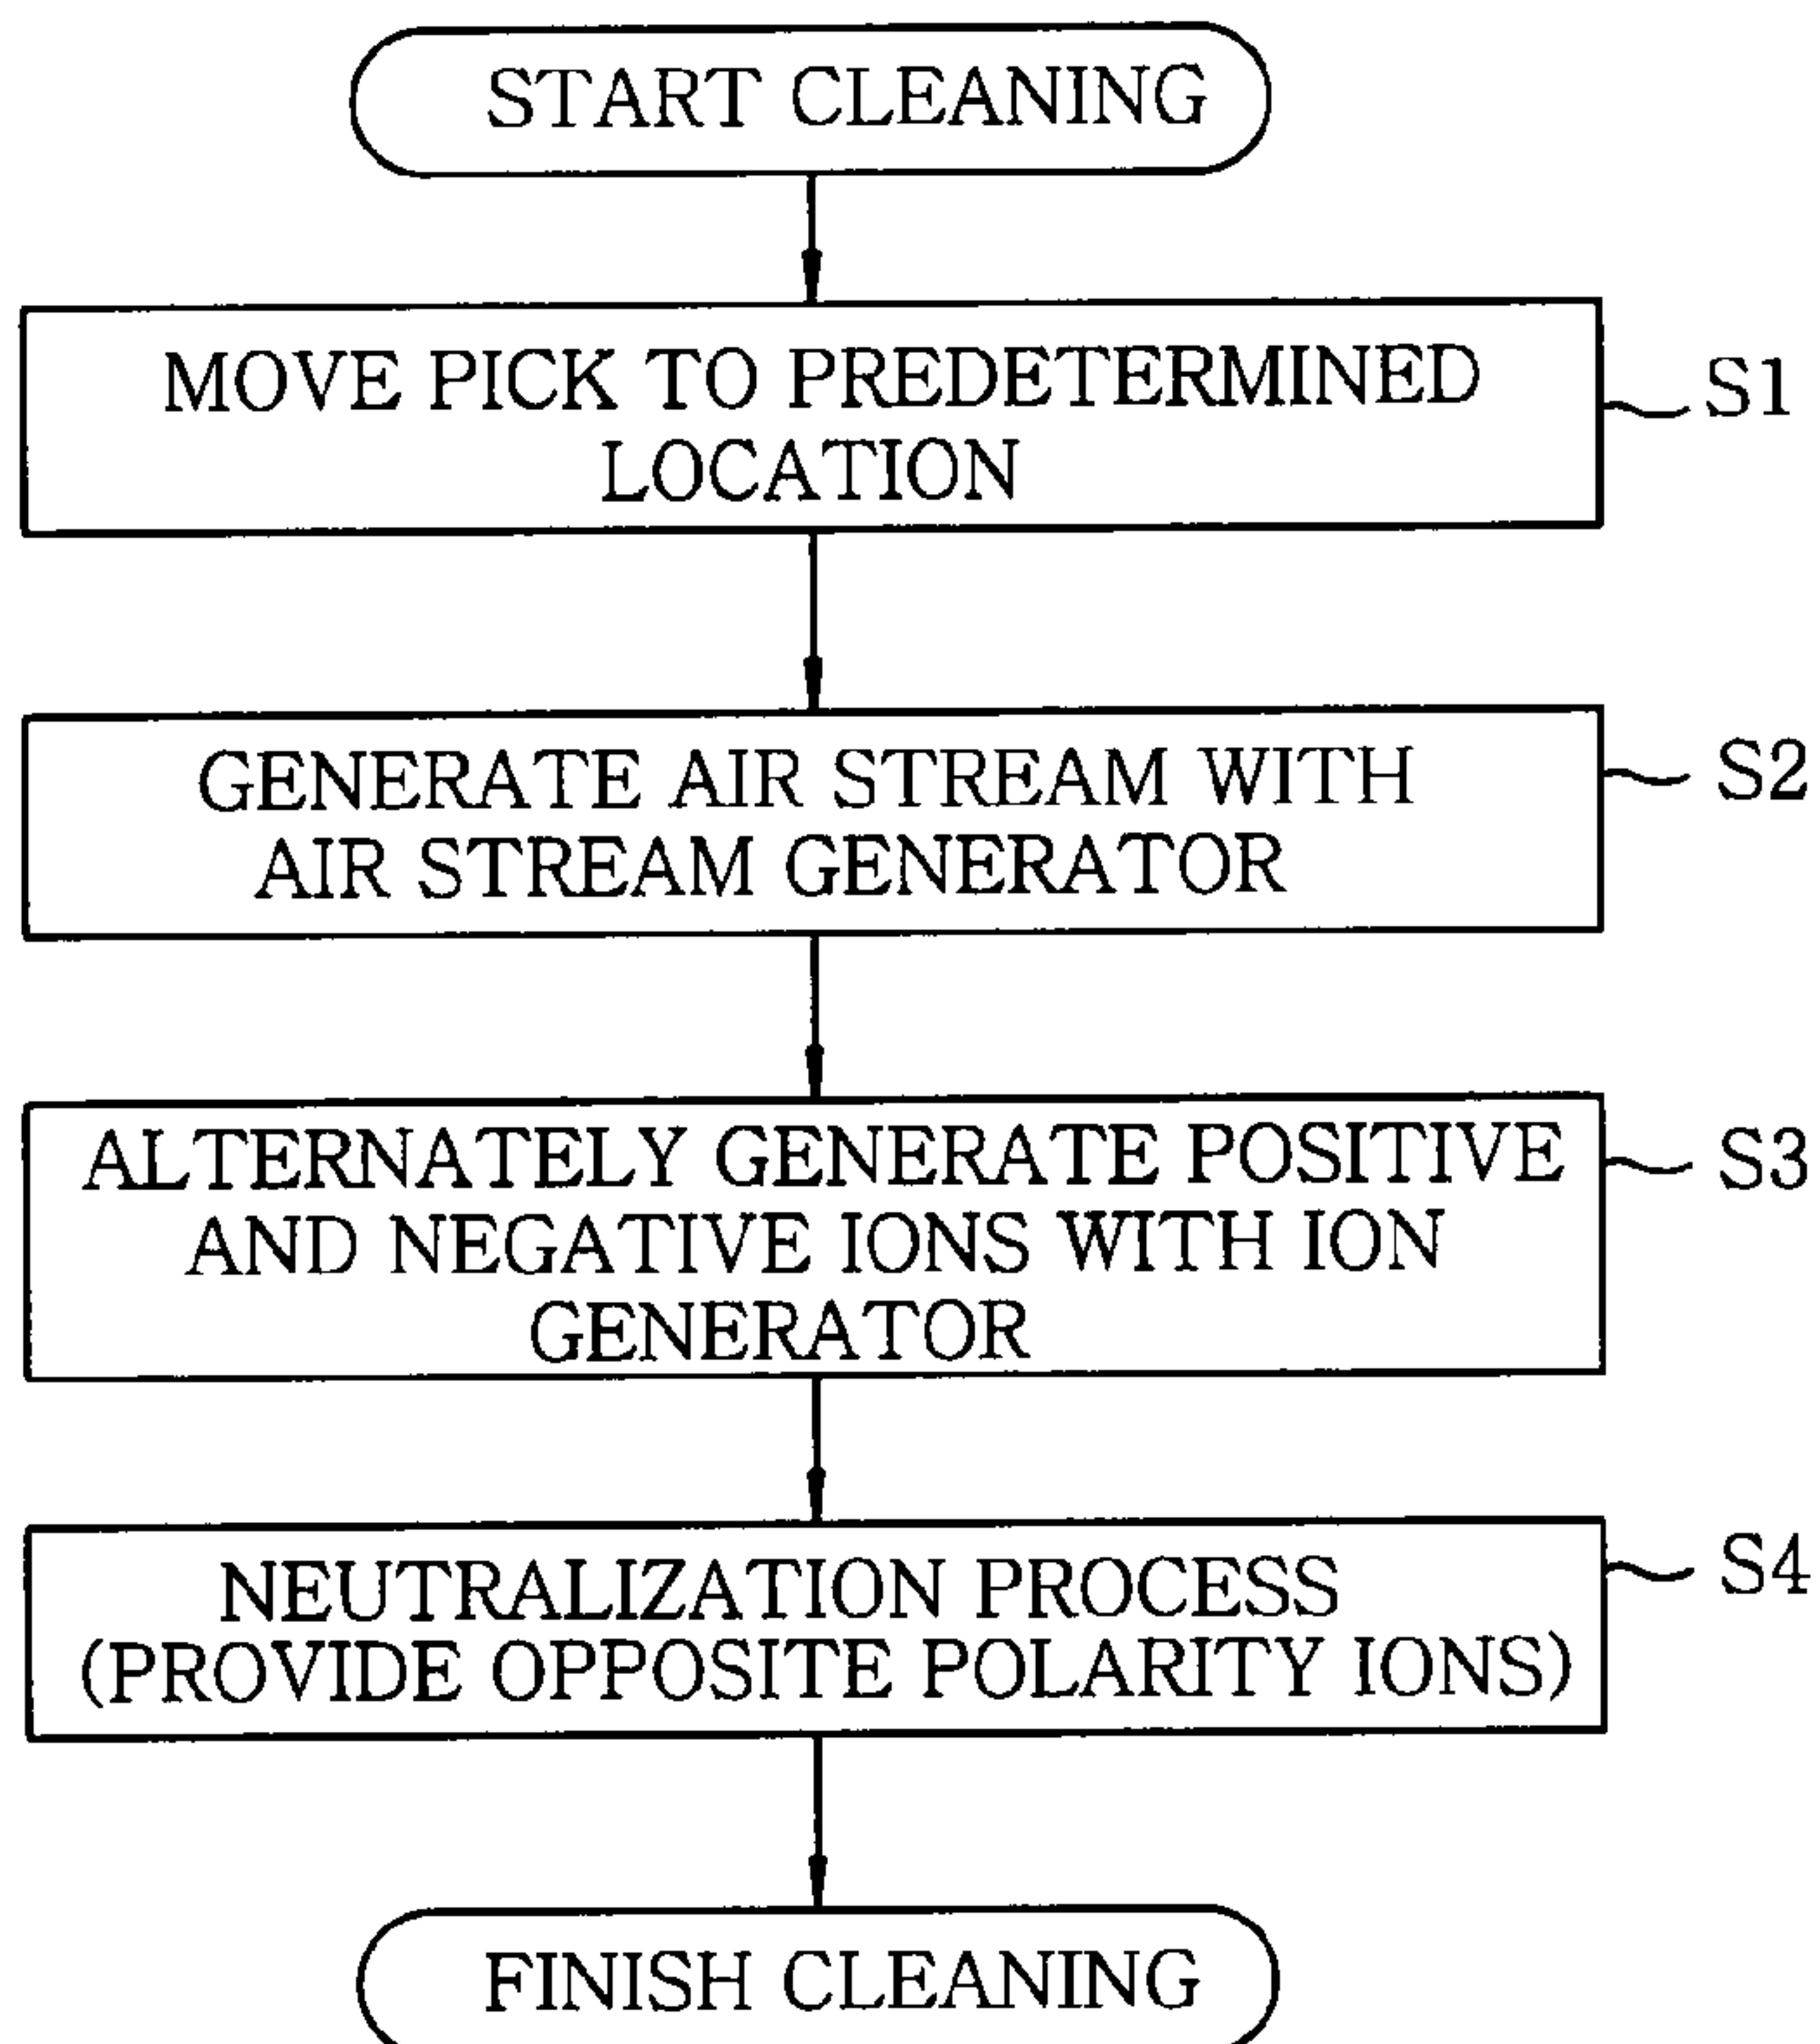 START CLEANING
MOVE PICK TO PREDETERMINED
LOCATION
S1
GENERATE AIR STREAM WITH
AIR STREAM GENERATOR
S2
ALTERNATELY GENERATE POSITIVE
AND NEGATIVE IONS WITH ION
GENERATOR
S3
NEUTRALIZATION PROCESS
(PROVIDE OPPOSITE POLARITY IONS)
S4
FINISH CLEANING